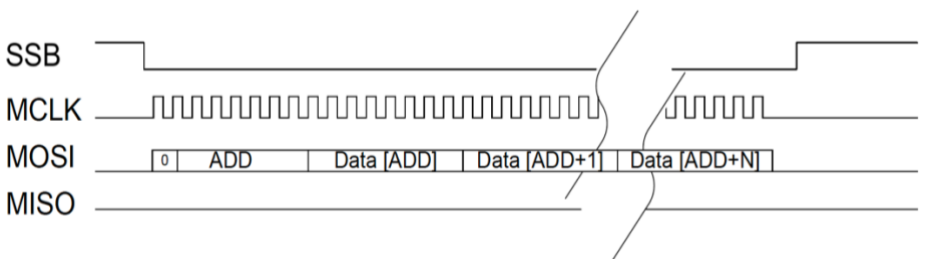 SSB
MCLK
MOSI 0 ADD Data [ADD] Data [ADD+1] Data [ADD+N]
MISO